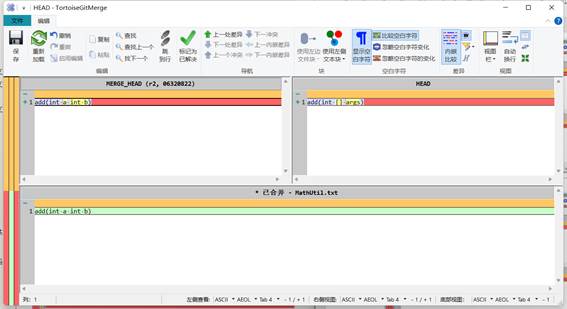 HEAD - TortoiseGitMerge
文件 编辑
保存
重新加载
撤销
重做
启用编辑
复制
粘贴
查找
查找上一个
查找下一个
编辑
标记为已解决
跳到行
上一处差异
下一处差异
上一个冲突
下一冲突
上一内嵌差异
下一内嵌差异
导航
使用左边文本块
使用左侧文本块
块
显示空白字符
比较空白字符
忽略空白字符变化
忽略空白字符的变化
空白字符
内嵌比较
差异
视图栏
自动换行
视图
MERGE_HEAD (r2, 06320822)
HEAD
1 add(int a int b)
1 add(int [] args)
* 已合并 - MathUtil.txt
1 add(int a int b)
列: 1 左侧查看: ASCII AEOL Tab 4 - 1 / + 1 右侧视图: ASCII AEOL Tab 4 - 1 / + 1 底部视图: ASCII AEOL Tab 4 - 1